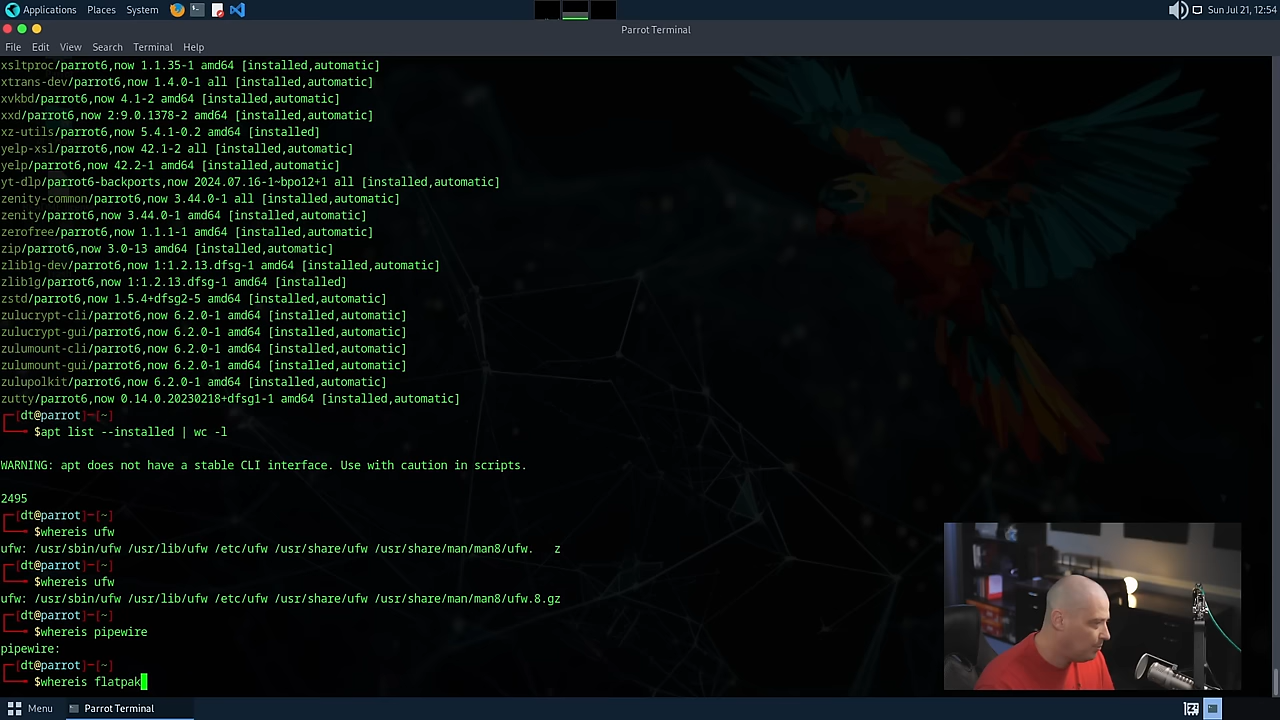 Applications Places System Sun Jul 21, 12:54
Parrot Terminal
File Edit View Search Terminal Help
xsltproc/parrot6,now 1.1.35-1 amd64 [installed,automatic]
xtrans-dev/parrot6,now 1.4.0-1 all [installed,automatic]
xvkbd/parrot6,now 4.1-2 amd64 [installed,automatic]
xxd/parrot6,now 2:9.0.1378-2 amd64 [installed,automatic]
xz-utils/parrot6,now 5.4.1-0.2 amd64 [installed]
yelp-xsl/parrot6,now 42.1-2 all [installed,automatic]
yelp/parrot6,now 42.2-1 amd64 [installed,automatic]
yt-dlp/parrot6-backports,now 2024.07.16-1~bpo12+1 all [installed,automatic]
zenity-common/parrot6,now 3.44.0-1 all [installed,automatic]
zenity/parrot6,now 3.44.0-1 amd64 [installed,automatic]
zerofree/parrot6,now 1.1.1-1 amd64 [installed,automatic]
zip/parrot6,now 3.0-13 amd64 [installed,automatic]
zlib1g-dev/parrot6,now 1:1.2.13.dfsg-1 amd64 [installed,automatic]
zlib1g/parrot6,now 1:1.2.13.dfsg-1 amd64 [installed]
zstd/parrot6,now 1.5.4+dfsg2-5 amd64 [installed,automatic]
zulucrypt-cli/parrot6,now 6.2.0-1 amd64 [installed,automatic]
zulucrypt-gui/parrot6,now 6.2.0-1 amd64 [installed,automatic]
zulumount-cli/parrot6,now 6.2.0-1 amd64 [installed,automatic]
zulumount-gui/parrot6,now 6.2.0-1 amd64 [installed,automatic]
zulupolkit/parrot6,now 6.2.0-1 amd64 [installed,automatic]
zutty/parrot6,now 0.14.0.20230218+dfsg1-1 amd64 [installed,automatic]
[dt@parrot]─[~]
$apt list --installed | wc -l
WARNING: apt does not have a stable CLI interface. Use with caution in scripts.
2495
[dt@parrot]─[~]
$whereis ufw
ufw: /usr/sbin/ufw /usr/lib/ufw /etc/ufw /usr/share/ufw /usr/share/man/man8/ufw. z
[dt@parrot]─[~]
$whereis ufw
ufw: /usr/sbin/ufw /usr/lib/ufw /etc/ufw /usr/share/ufw /usr/share/man/man8/ufw.8.gz
[dt@parrot]─[~]
$whereis pipewire
pipewire:
[dt@parrot]─[~]
$whereis flatpak
Menu Parrot Terminal